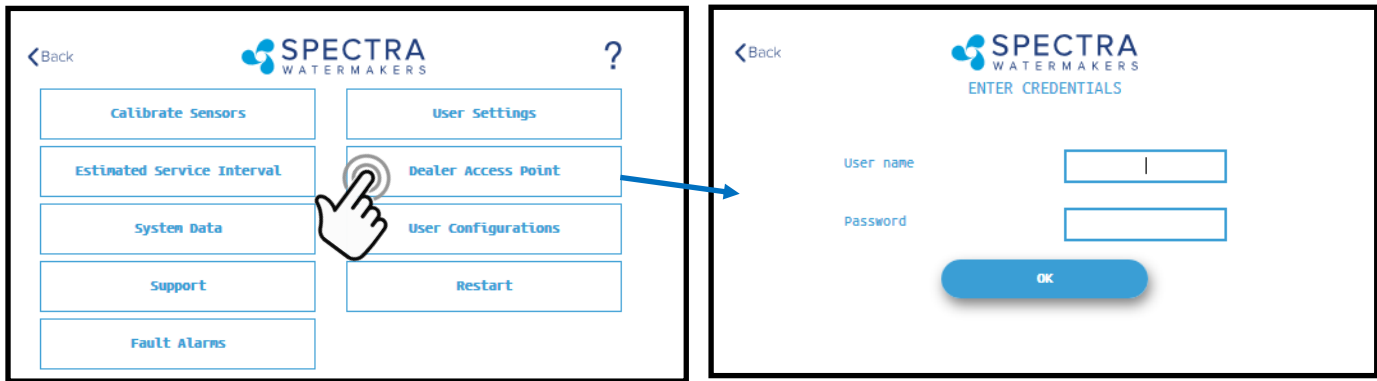 Back
SPECTRA
WATERMAKERS
?
Calibrate Sensors
User Settings
Estimated Service Interval
Dealer Access Point
System Data
User Configurations
Support
Restart
Fault Alarms
Back
SPECTRA
WATERMAKERS
ENTER CREDENTIALS
User name
Password
OK